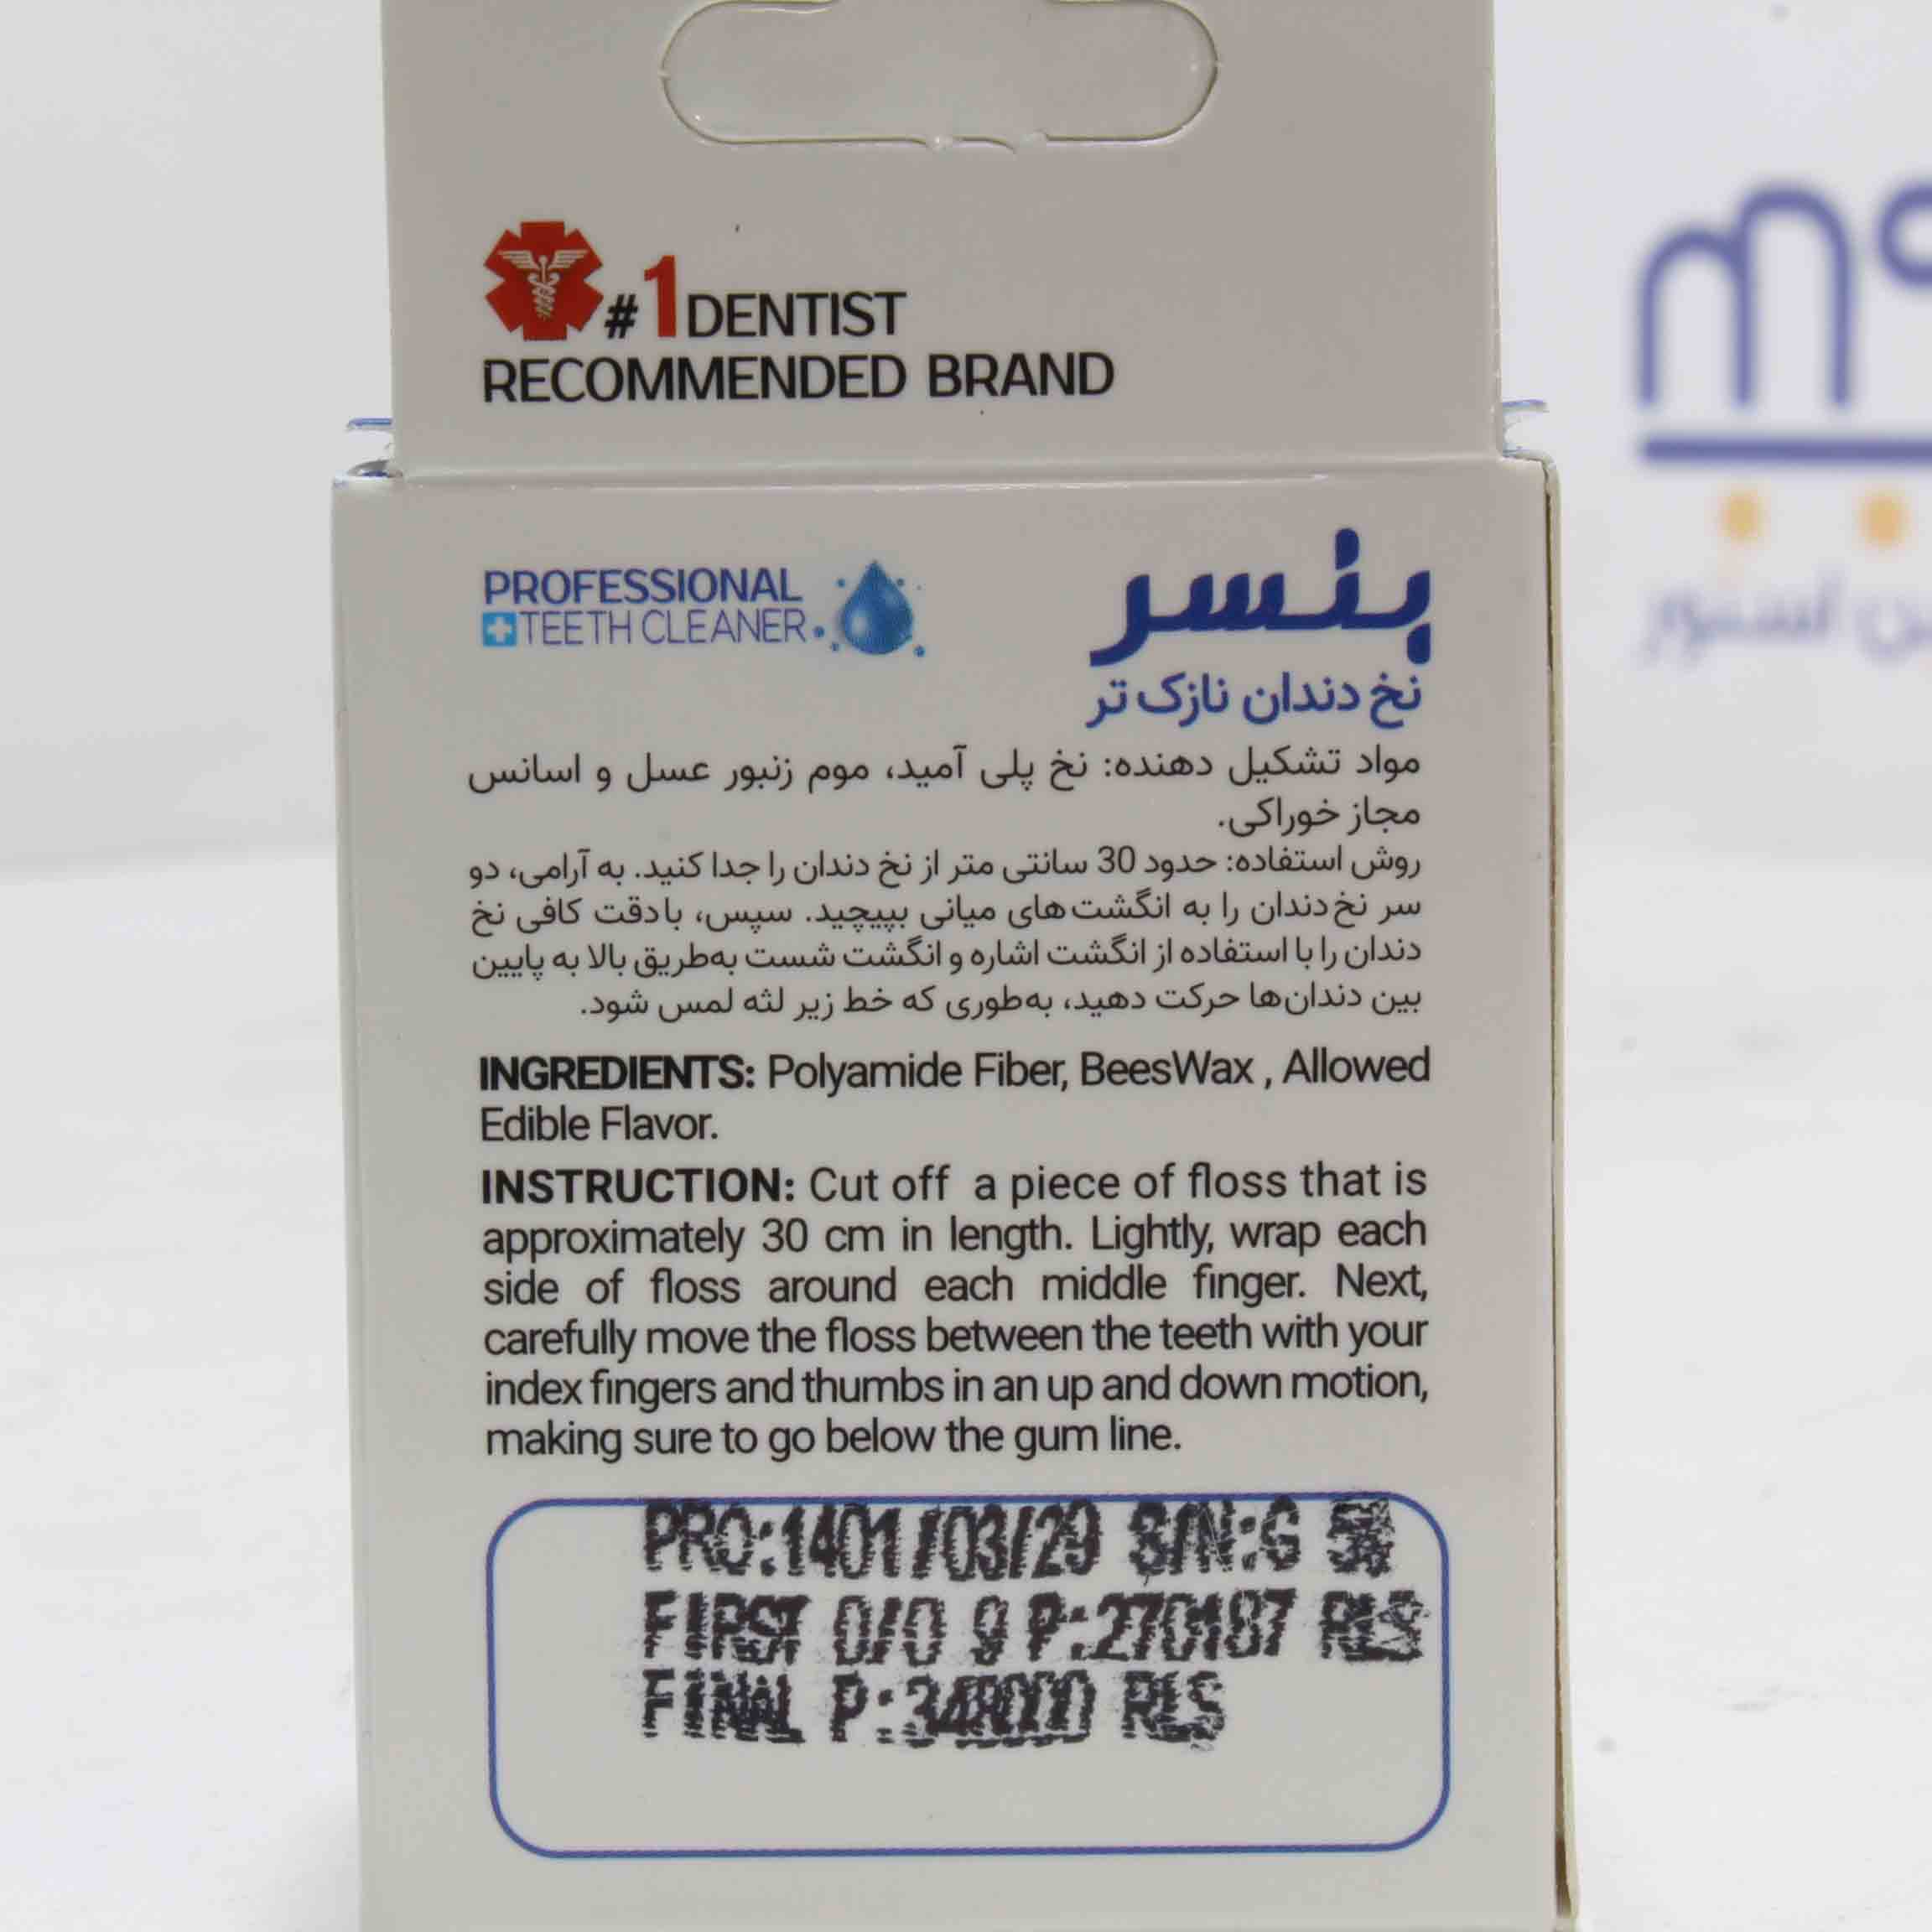 #1 DENTIST
RECOMMENDED BRAND
PROFESSIONAL
TEETH CLEANER
بنسر
نخ دندان نازک تر
مواد تشکیل دهنده: نخ پلی آمید، موم زنبور عسل و اسانس
مجاز خوراکی.
روش استفاده: حدود 30 سانتی متر از نخ دندان را جدا کنید. به آرامی، دو
سر نخ دندان را به انگشت های میانی بپیچید. سپس، با دقت کافی نخ
دندان را با استفاده از انگشت اشاره و انگشت شست به‌طریق بالا به پایین
بین دندان‌ها حرکت دهید، به‌طوری که خط زیر لثه لمس شود.
INGREDIENTS: Polyamide Fiber, BeesWax , Allowed
Edible Flavor.
INSTRUCTION: Cut off a piece of floss that is
approximately 30 cm in length. Lightly, wrap each
side of floss around each middle finger. Next,
carefully move the floss between the teeth with your
index fingers and thumbs in an up and down motion,
making sure to go below the gum line.
PRO:1401/03/29 S/N:G
FIRST 0/0 9 P:270187 RLS
FINAL P:348000 RLS